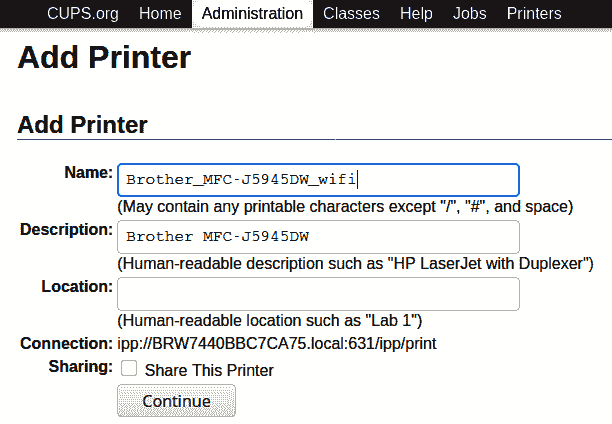 CUPS.org Home Administration Classes Help Jobs Printers
Add Printer
Add Printer
Name: Brother_MFC-J5945DW_wifi
(May contain any printable characters except "/", "#", and space)
Description: Brother MFC-J5945DW
(Human-readable description such as "HP LaserJet with Duplexer")
Location:
(Human-readable location such as "Lab 1")
Connection: ipp://BRW7440BBC7CA75.local:631/ipp/print
Sharing: Share This Printer
Continue